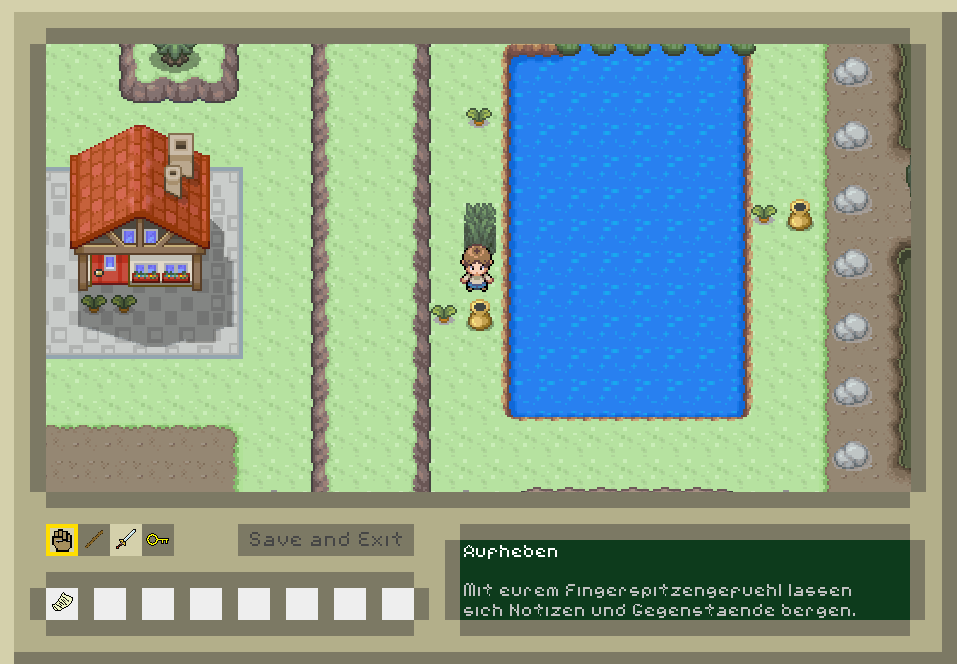 Save and Exit
Aufheben
Mit eurem Fingerspitzengefuehl lassen
sich Notizen und Gegenstaende bergen.